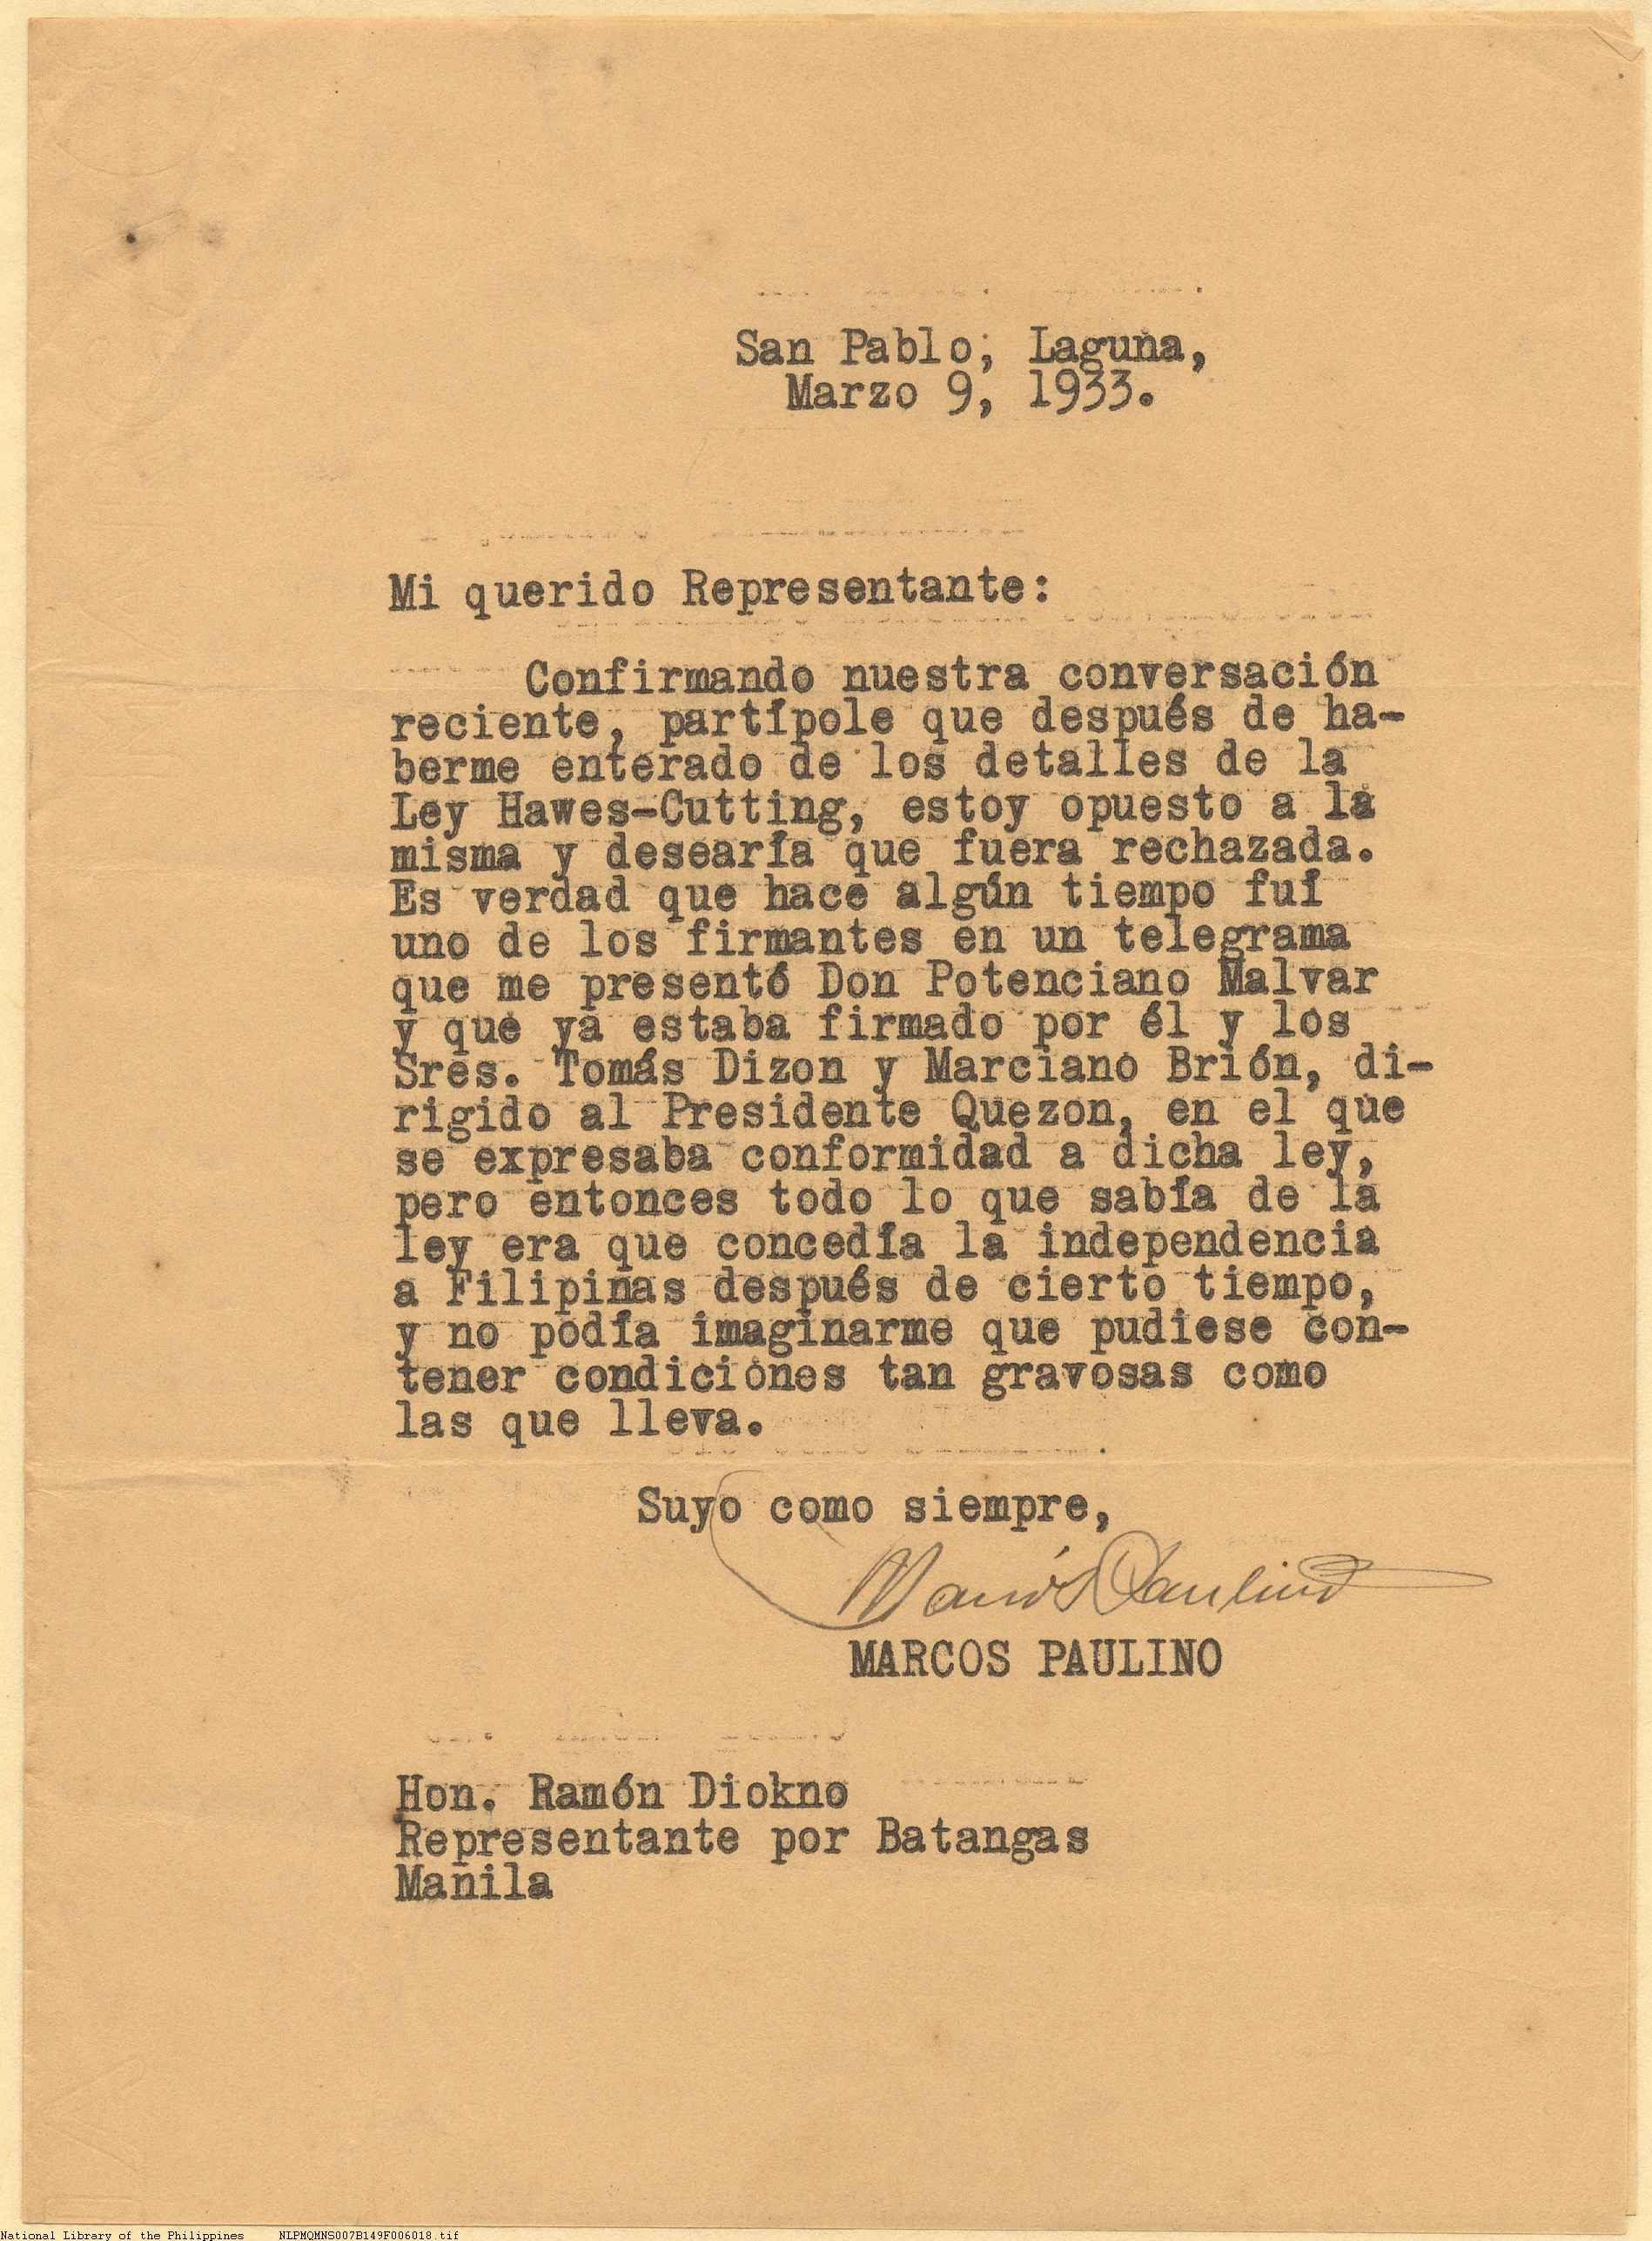 San Pablo, Laguna,
Marzo 9, 1933.
Mi querido Representante:
Confirmando nuestra conversación
reciente, partípole que después de ha-
berme enterado de los detalles de la
Ley Hawes-Cutting, estoy opuesto a la
misma y desearía que fuera rechazada.
Es verdad que hace algún tiempo fuí
uno de los firmantes en un telegrama
que me presentó Don Potenciano Malvar
y que ya estaba firmado por él y los
Sres. Tomás Dizon y Marciano Brión, di-
rigido al Presidente Quezon, en el que
se expresaba conformidad a dicha ley,
pero entonces todo lo que sabía de la
ley era que concedía la independencia
a Filipinas después de cierto tiempo,
y no podía imaginarme que pudiese con-
tener condiciones tan gravosas como
las que lleva.
Suyo como siempre,
Marcos Paulino
MARCOS PAULINO
Hon. Ramón Diokno
Representante por Batangas
Manila
National Library of the Philippines NLPMQMNS007B149F006018.tif